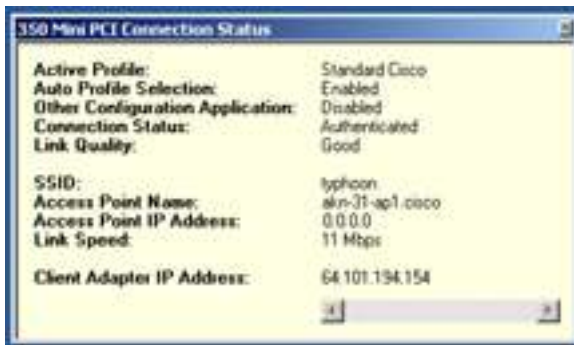 350 Mini PCI Connection Status
Active Profile: Standard Cisco
Auto Profile Selection: Enabled
Other Configuration Application: Disabled
Connection Status: Authenticated
Link Quality: Good
SSID: typhoon
Access Point Name: akn-31-ap1.cisco
Access Point IP Address: 0.0.0.0
Link Speed: 11 Mbps
Client Adapter IP Address: 64.101.194.154